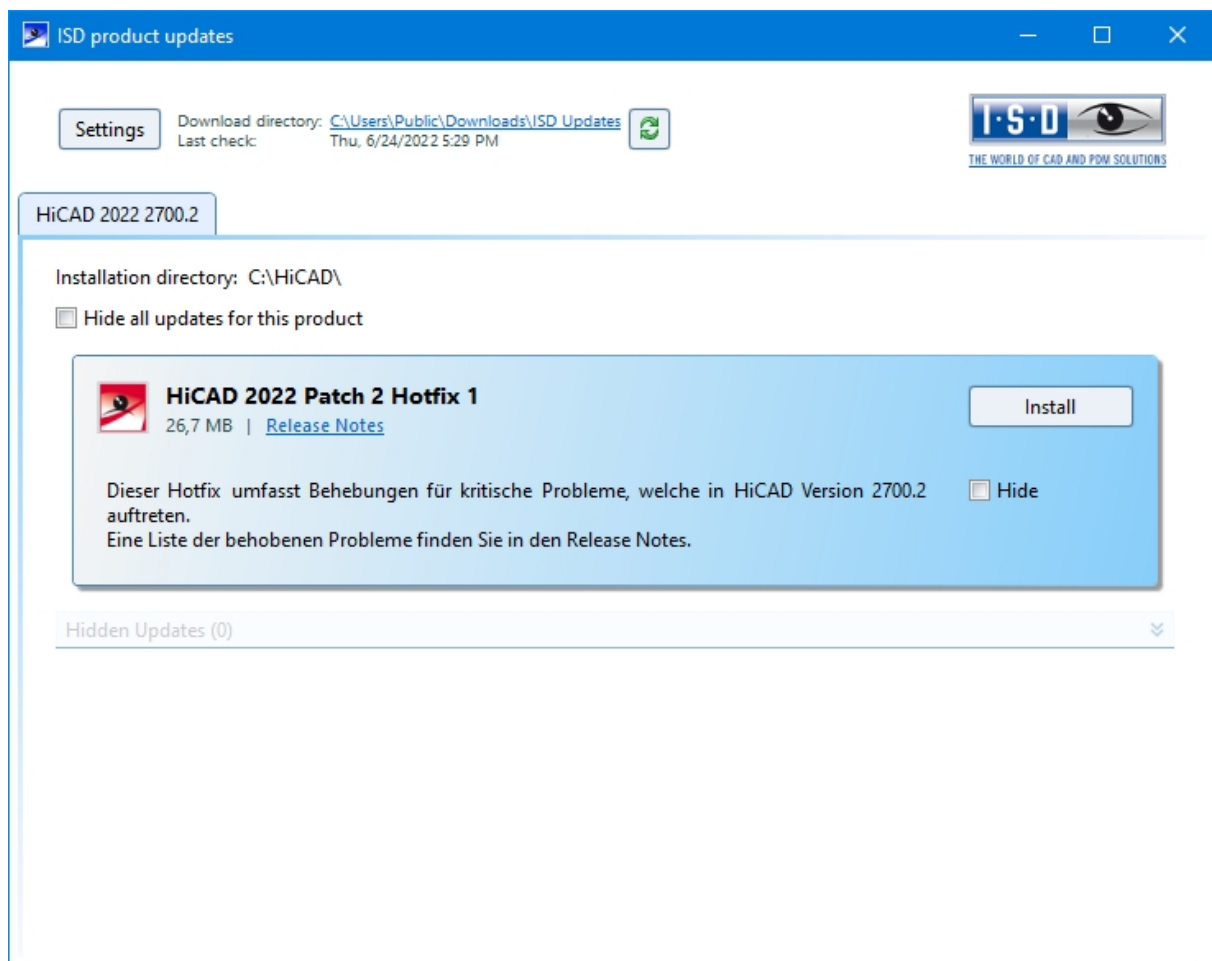 ISD product updates
Settings
Download directory: C:\Users\Public\Downloads\ISD Updates
Last check: Thu, 6/24/2022 5:29 PM
I·S·D
THE WORLD OF CAD AND PDM SOLUTIONS
HiCAD 2022 2700.2
Installation directory: C:\HiCAD\
Hide all updates for this product
HiCAD 2022 Patch 2 Hotfix 1
26,7 MB | Release Notes
Install
Dieser Hotfix umfasst Behebungen für kritische Probleme, welche in HiCAD Version 2700.2
auftreten.
Eine Liste der behobenen Probleme finden Sie in den Release Notes.
Hide
Hidden Updates (0)